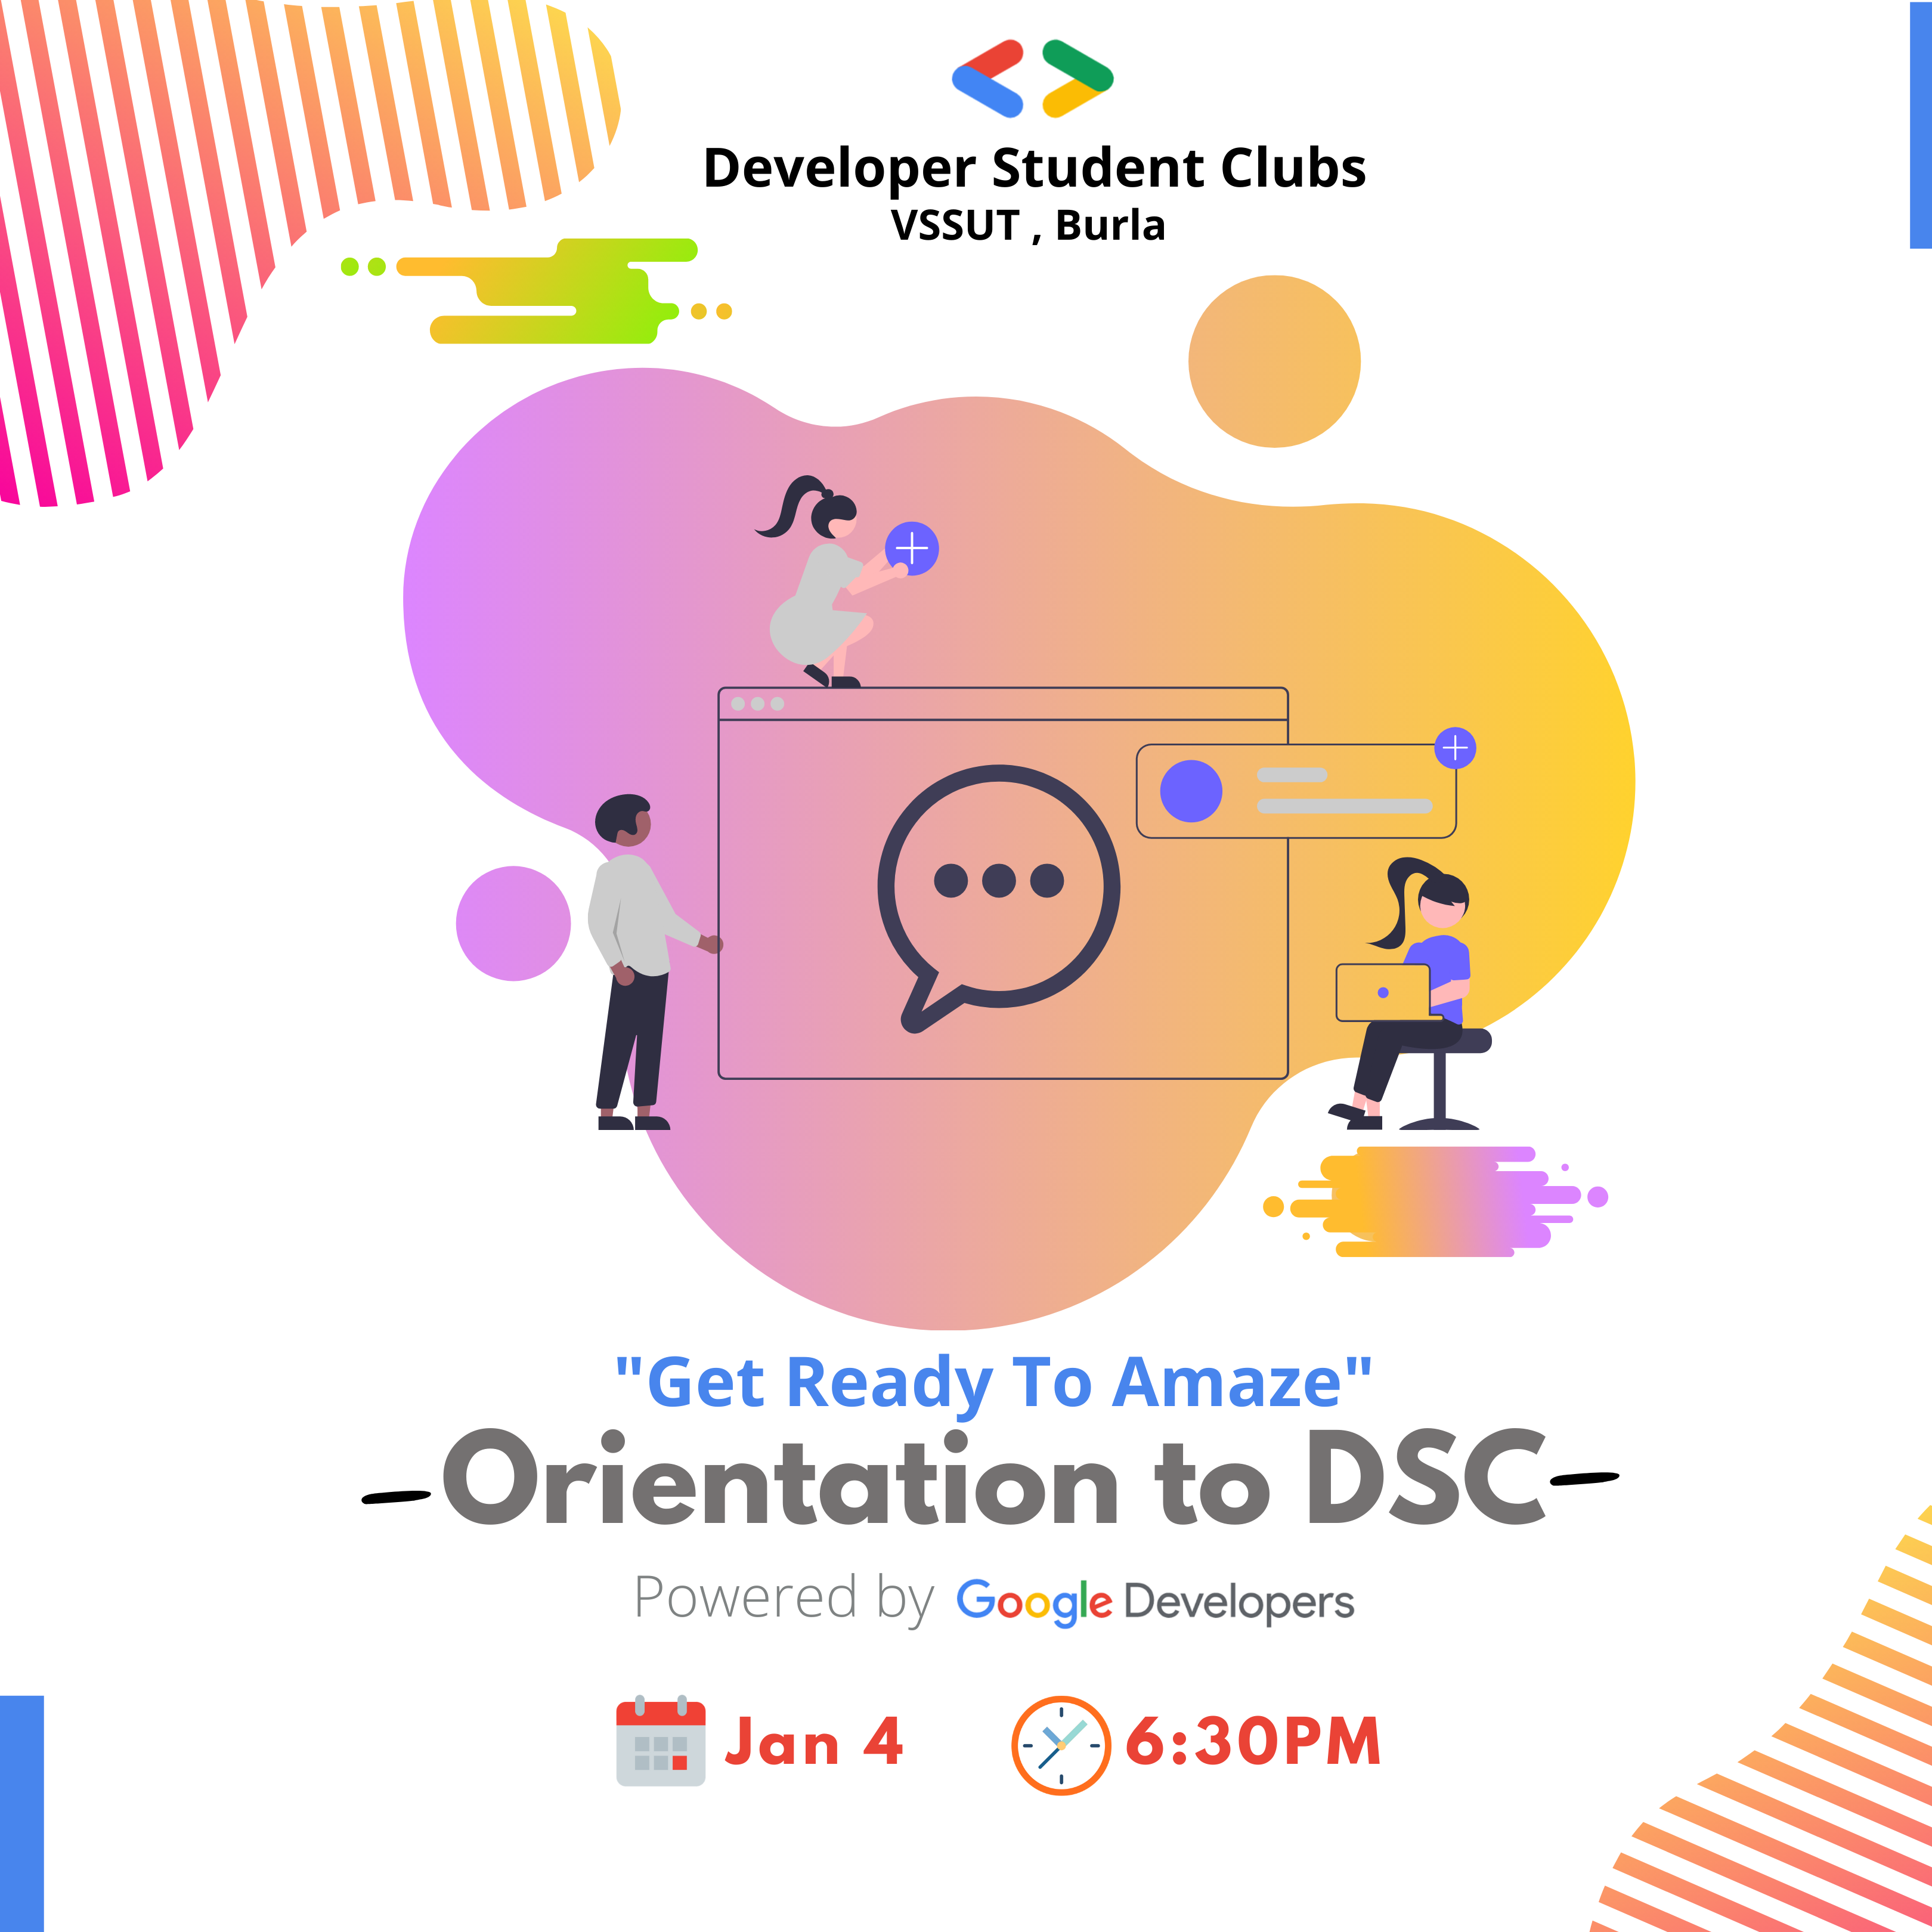 Developer Student Clubs
VSSUT , Burla
"Get Ready To Amaze"
Orientation to DSC
Powered by Google Developers
Jan 4 6:30PM